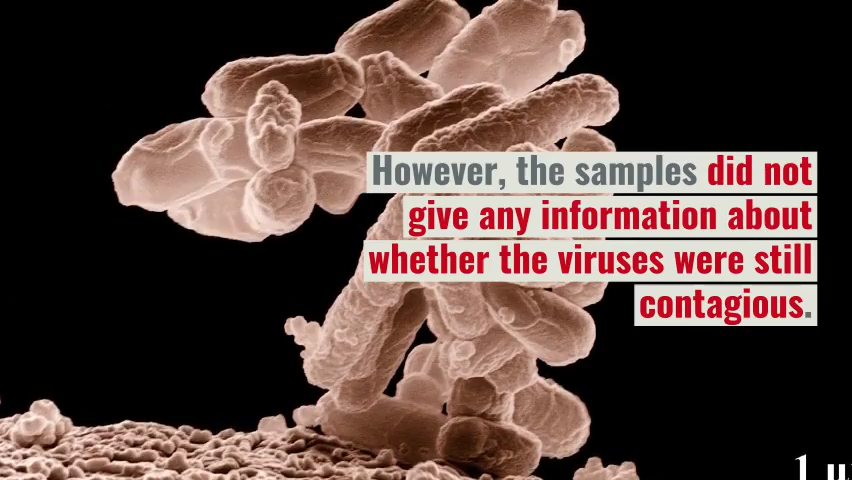 However, the samples did not
give any information about
whether the viruses were still
contagious.